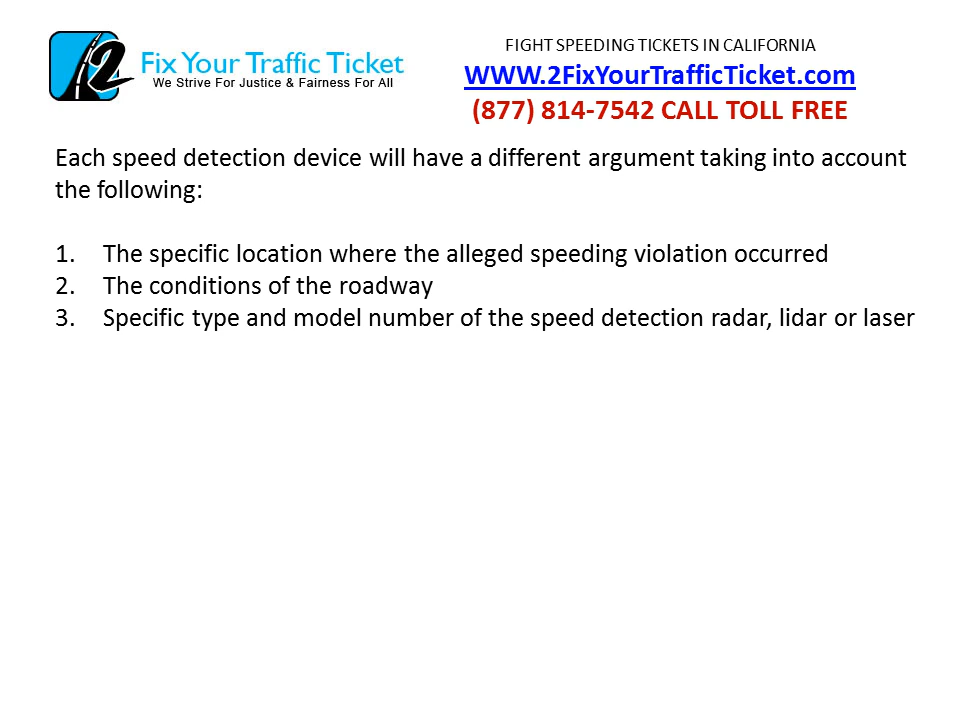 2 Fix Your Traffic Ticket
We Strive For Justice & Fairness For All
FIGHT SPEEDING TICKETS IN CALIFORNIA
WWW.2FixYourTrafficTicket.com
(877) 814-7542 CALL TOLL FREE
Each speed detection device will have a different argument taking into account
the following:
1. The specific location where the alleged speeding violation occurred
2. The conditions of the roadway
3. Specific type and model number of the speed detection radar, lidar or laser